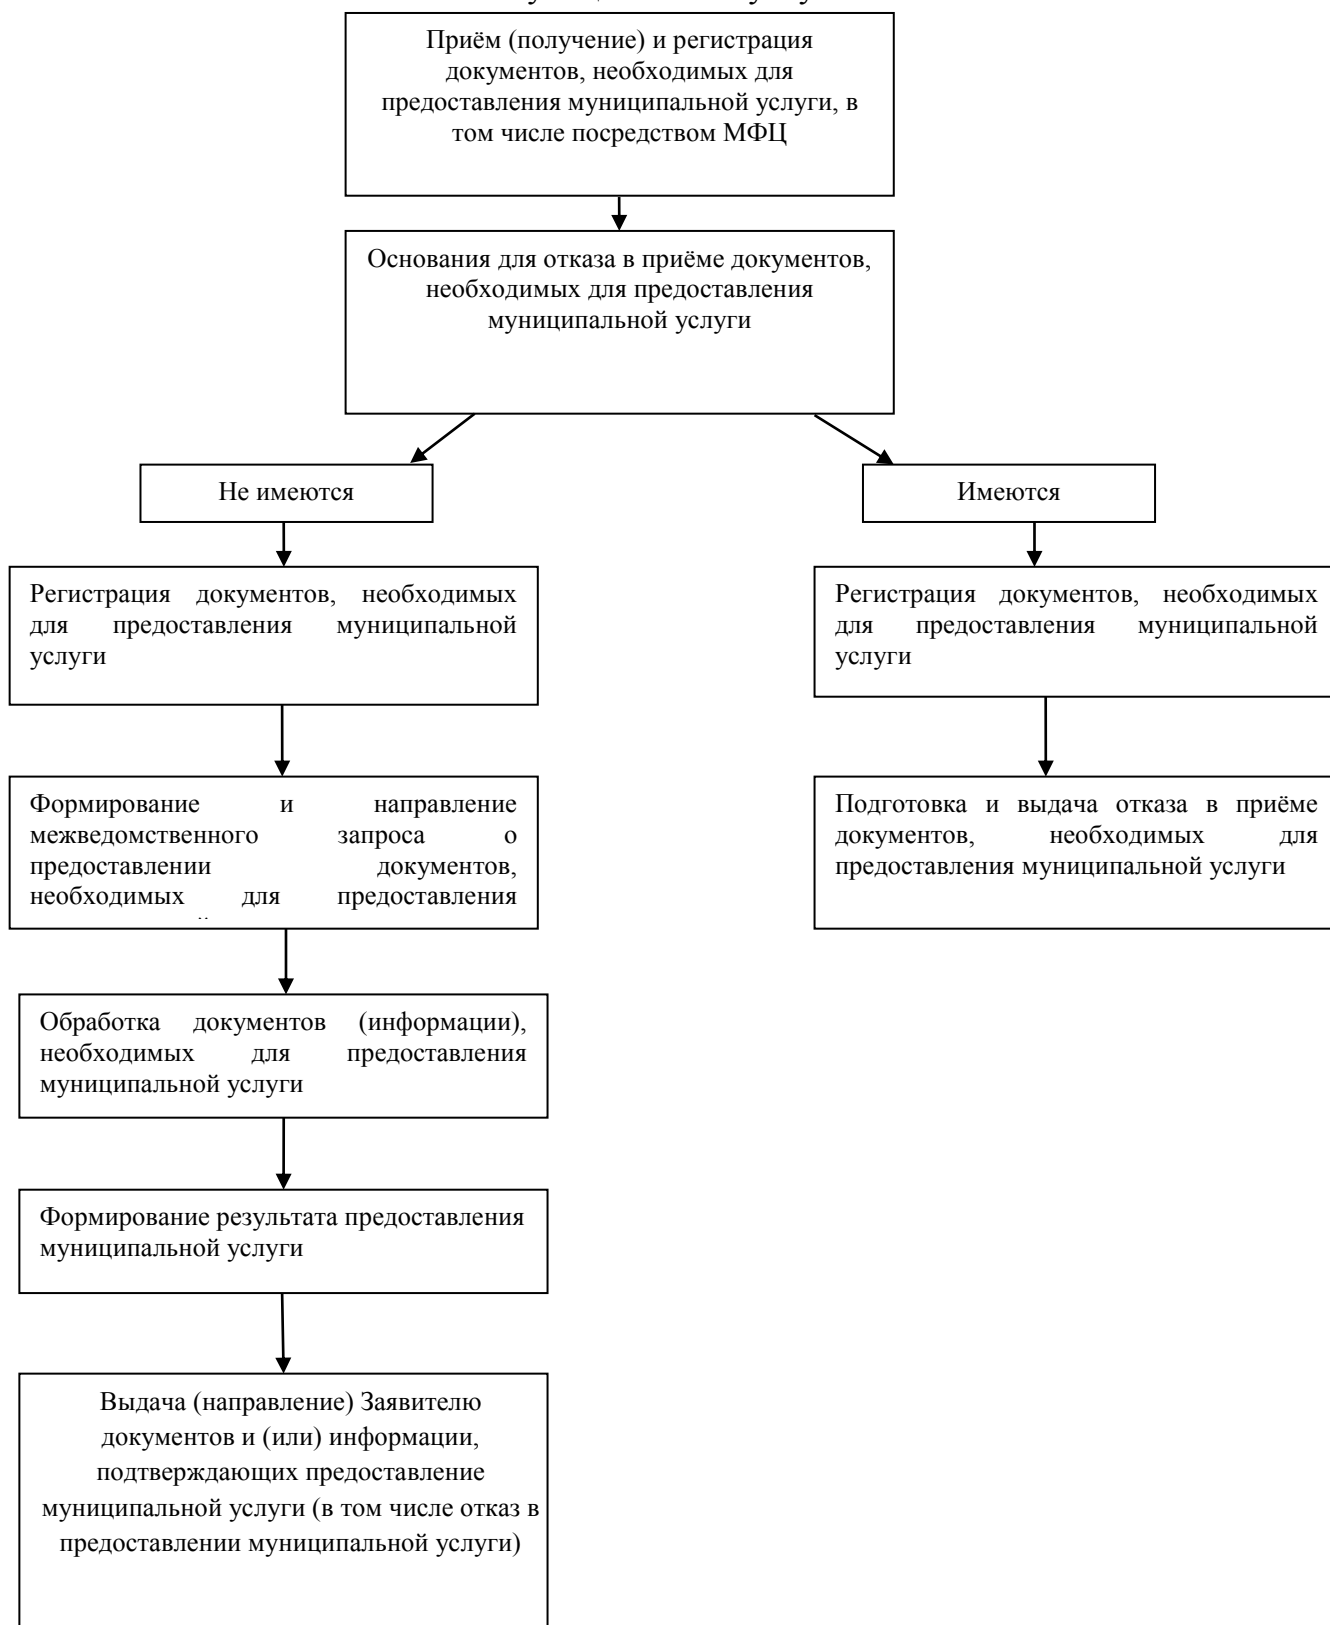 Приём (получение) и регистрация
документов, необходимых для
предоставления муниципальной услуги, в
том числе посредством МФЦ
Основания для отказа в приёме документов,
необходимых для предоставления
муниципальной услуги
Не имеются
Имеются
Регистрация документов, необходимых
для предоставления муниципальной
услуги
Регистрация документов, необходимых
для предоставления муниципальной
услуги
Формирование и направление
межведомственного запроса о
предоставлении документов,
необходимых для предоставления
Подготовка и выдача отказа в приёме
документов, необходимых для
предоставления муниципальной услуги
Обработка документов (информации),
необходимых для предоставления
муниципальной услуги
Формирование результата предоставления
муниципальной услуги
Выдача (направление) Заявителю
документов и (или) информации,
подтверждающих предоставление
муниципальной услуги (в том числе отказ в
предоставлении муниципальной услуги)